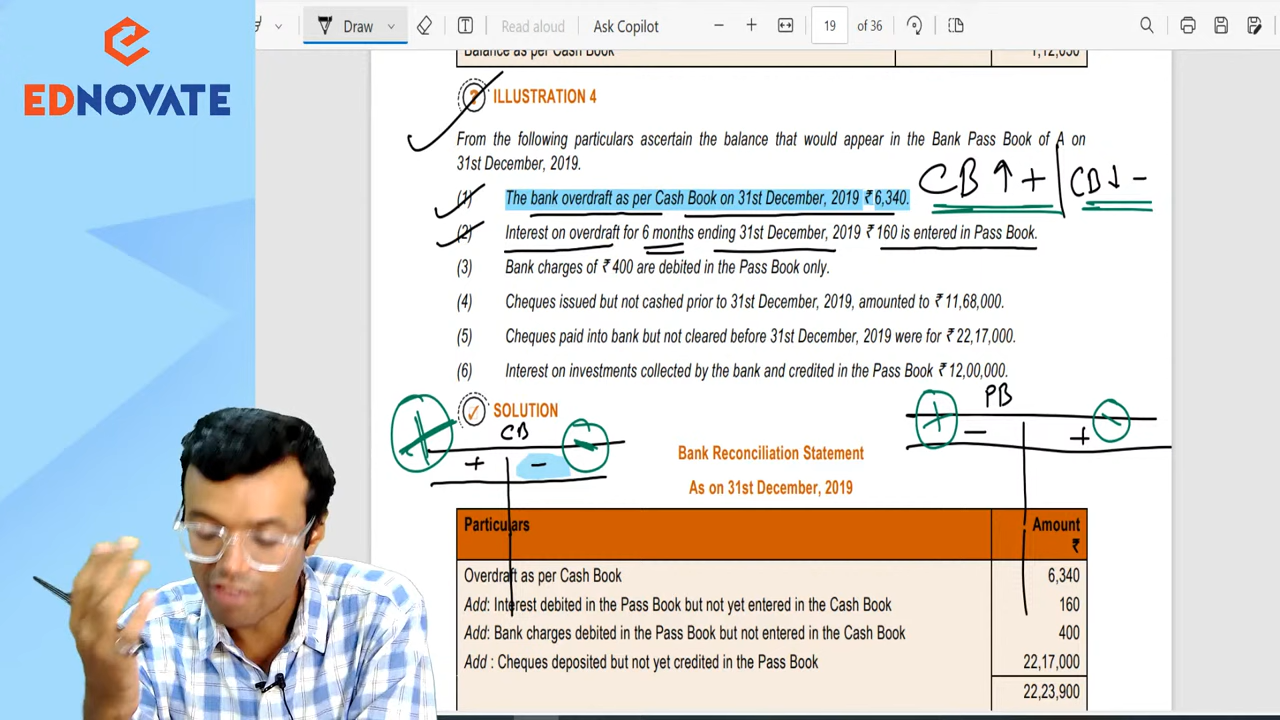 Draw
Read aloud
Ask Copilot
19 of 36
EDNOVATE
Balance as per Cash Book 1,12,050
? ILLUSTRATION 4
From the following particulars ascertain the balance that would appear in the Bank Pass Book of A on
31st December, 2019.
(1) The bank overdraft as per Cash Book on 31st December, 2019 ₹ 6,340.
CB ↑ + | CB ↓ -
(2) Interest on overdraft for 6 months ending 31st December, 2019 ₹ 160 is entered in Pass Book.
(3) Bank charges of ₹ 400 are debited in the Pass Book only.
(4) Cheques issued but not cashed prior to 31st December, 2019, amounted to ₹ 11,68,000.
(5) Cheques paid into bank but not cleared before 31st December, 2019 were for ₹ 22,17,000.
(6) Interest on investments collected by the bank and credited in the Pass Book ₹ 12,00,000.
SOLUTION
CB
+ -
PB
- +
Bank Reconciliation Statement
As on 31st December, 2019
Particulars Amount
₹
Overdraft as per Cash Book 6,340
Add: Interest debited in the Pass Book but not yet entered in the Cash Book 160
Add: Bank charges debited in the Pass Book but not entered in the Cash Book 400
Add : Cheques deposited but not yet credited in the Pass Book 22,17,000
22,23,900